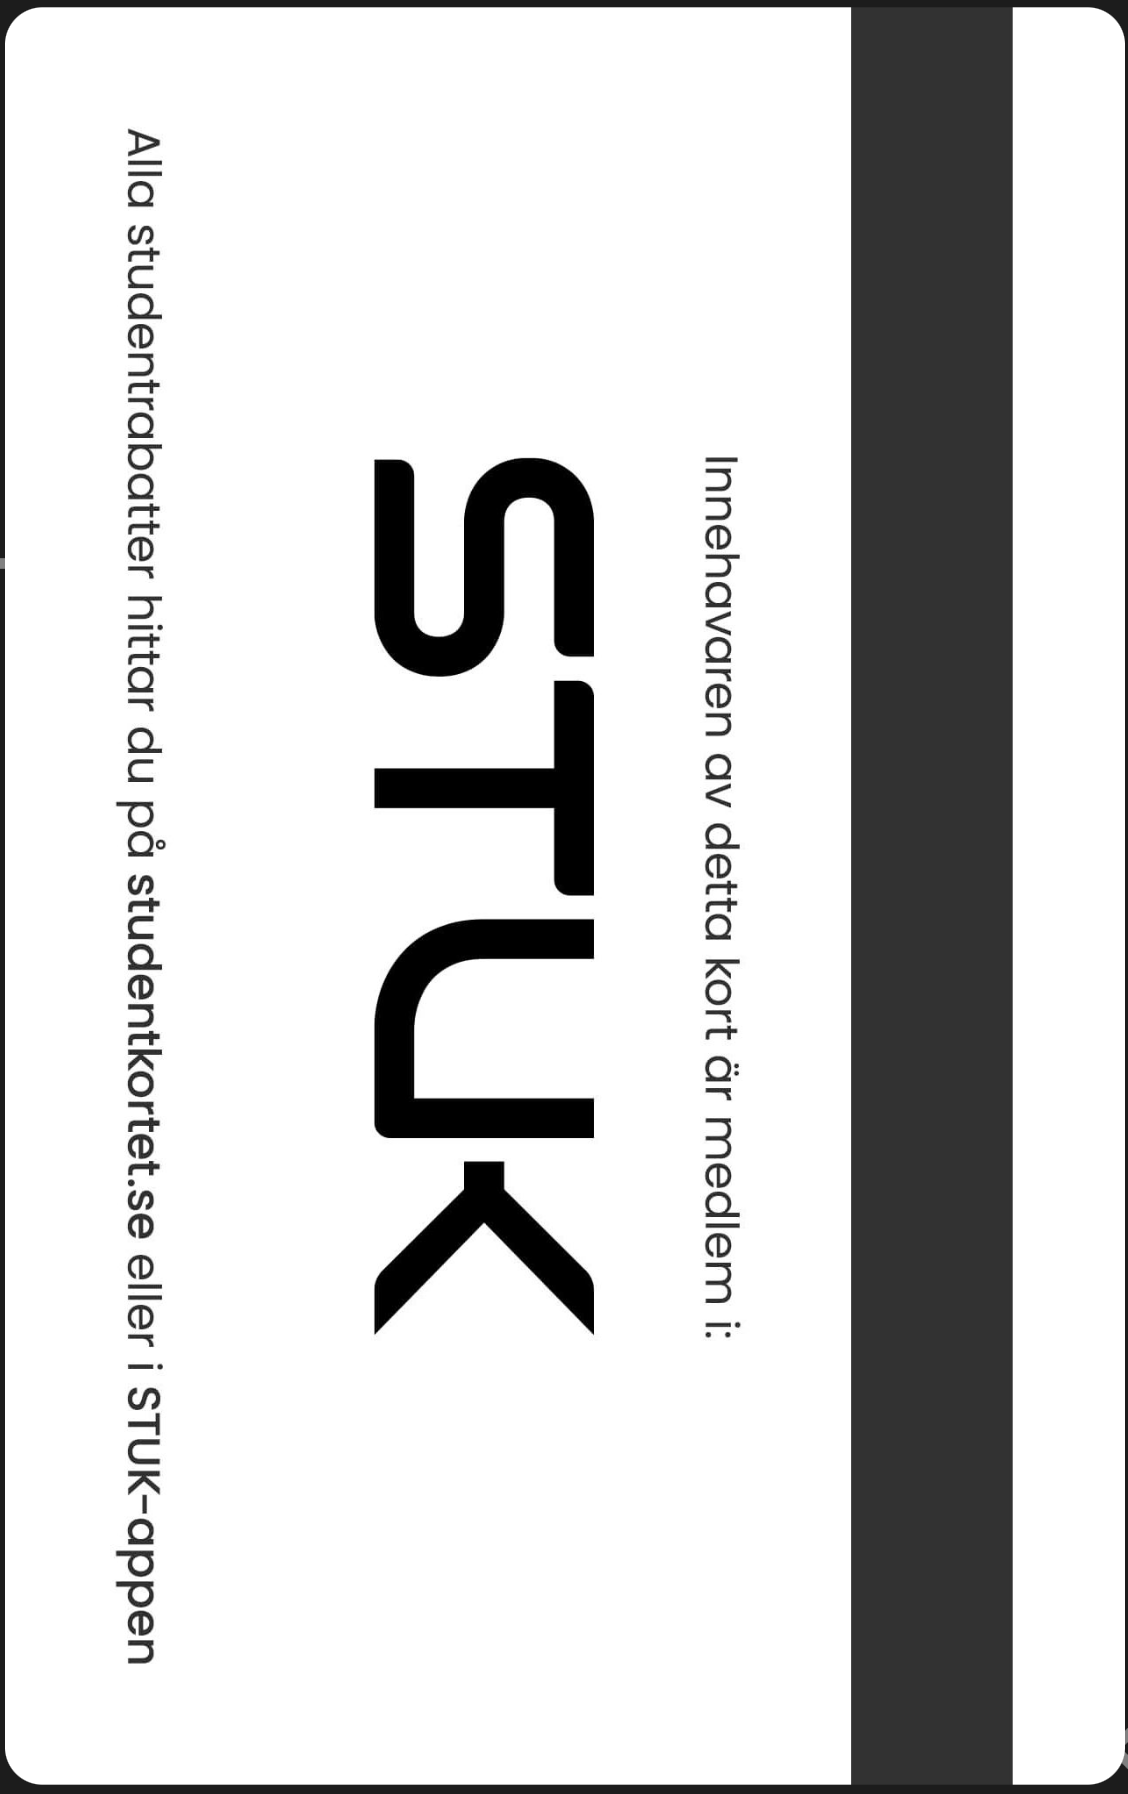 Innehavaren av detta kort är medlem i:
STUK
Alla studentrabatter hittar du på studentkortet.se eller i STUK-appen